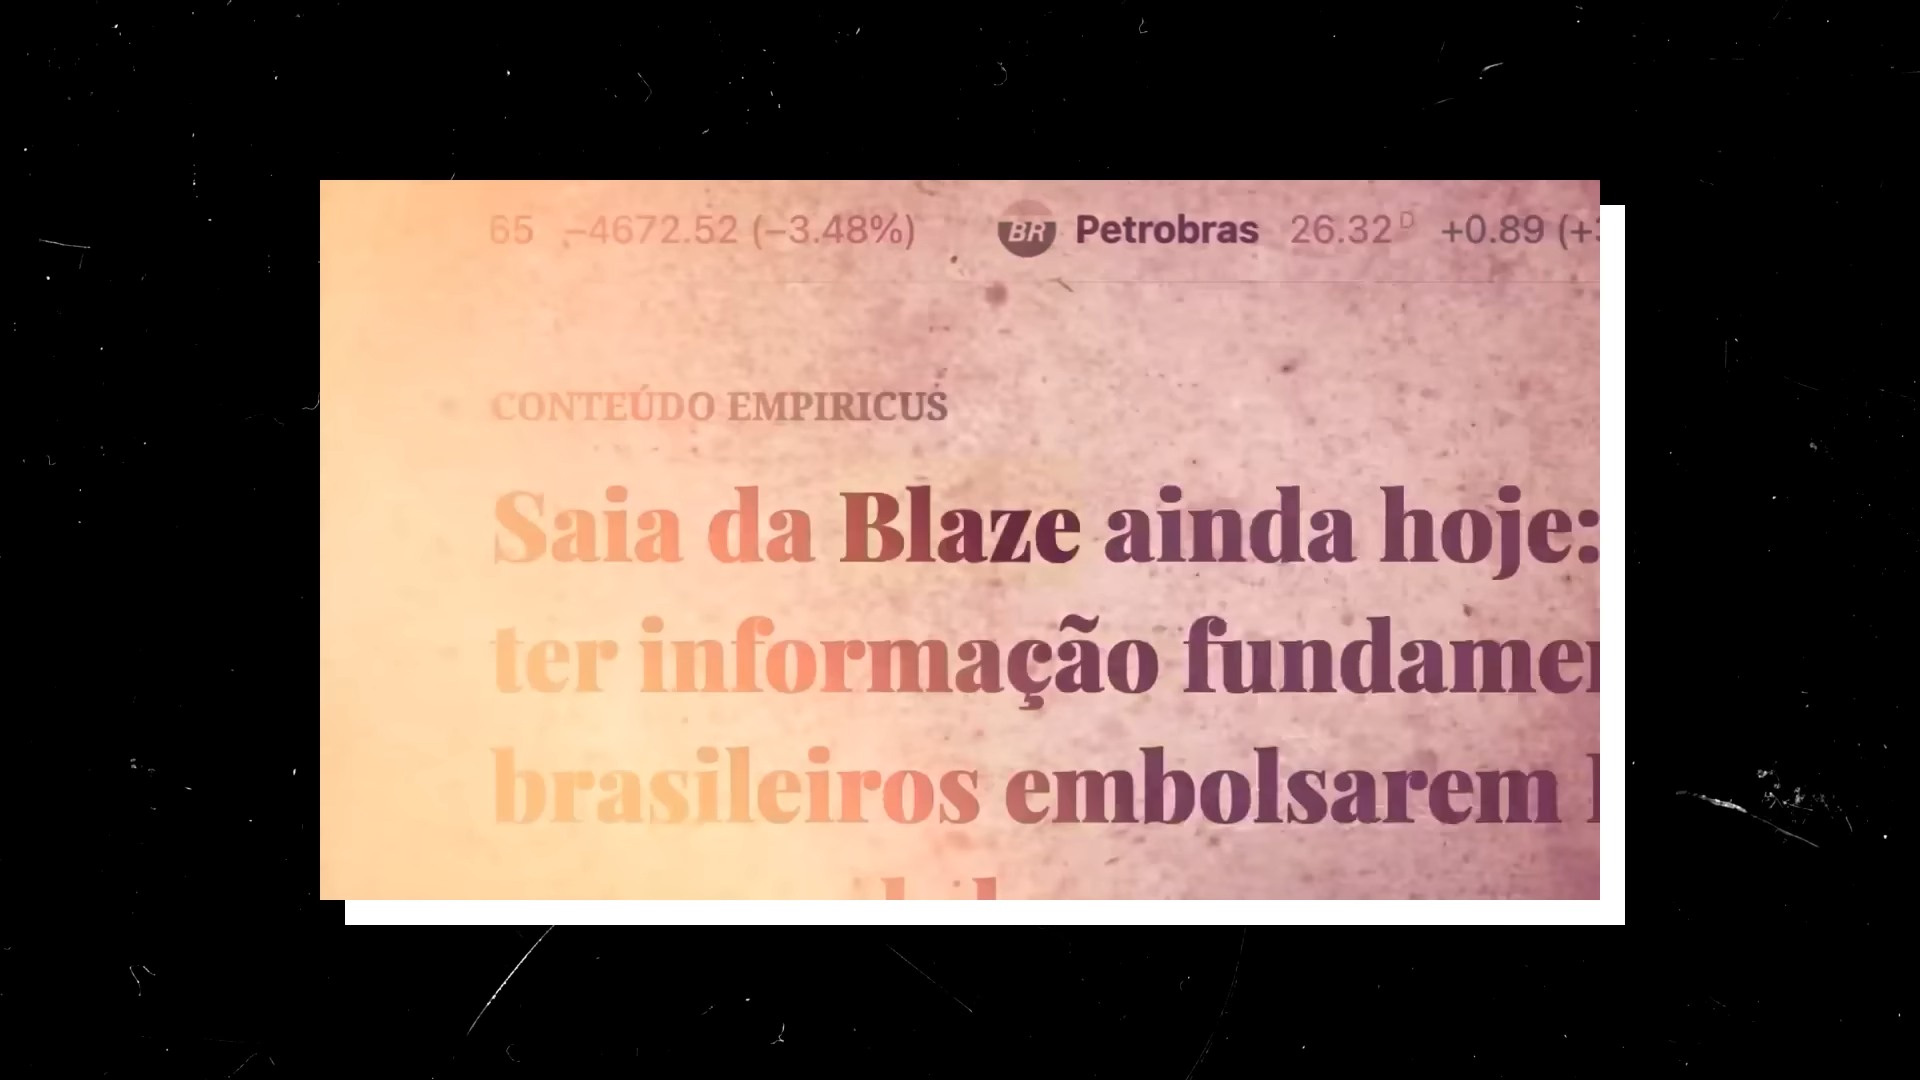 65 −4672.52 (−3.48%) BR Petrobras 26.32 D +0.89 (+
CONTEÚDO EMPIRICUS
Saia da Blaze ainda hoje:
ter informação
brasileiros embolsarem